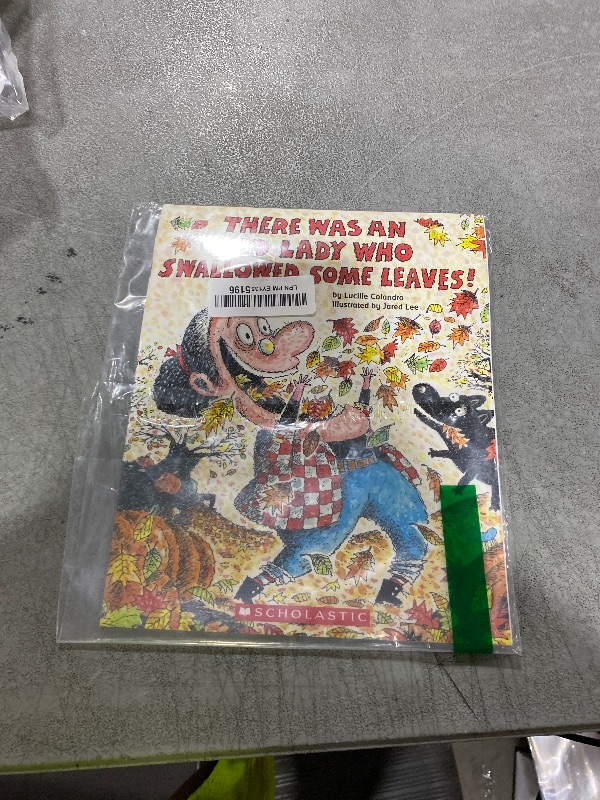 THERE WAS AN
LADY WHO
SWALLOWED SOME LEAVES!
by Lucille Colandro
Illustrated by Jared Lee
SCHOLASTIC